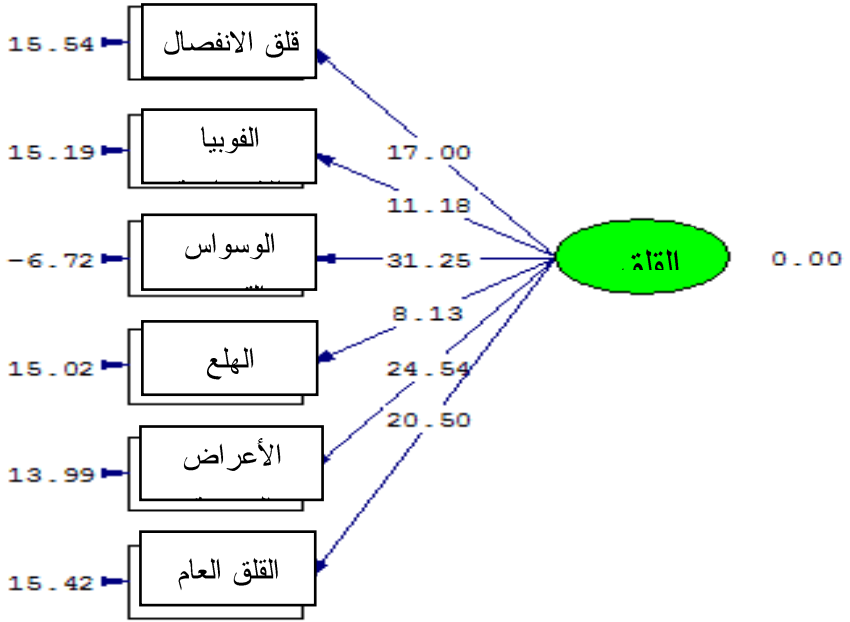 15.54 قلق الانفصال
17.00
15.19 الفوبيا
11.18
-6.72 الوسواس
31.25
القلق
0.00
8.13
15.02 الهلع
24.54
20.50
13.99 الأعراض
15.42 القلق العام